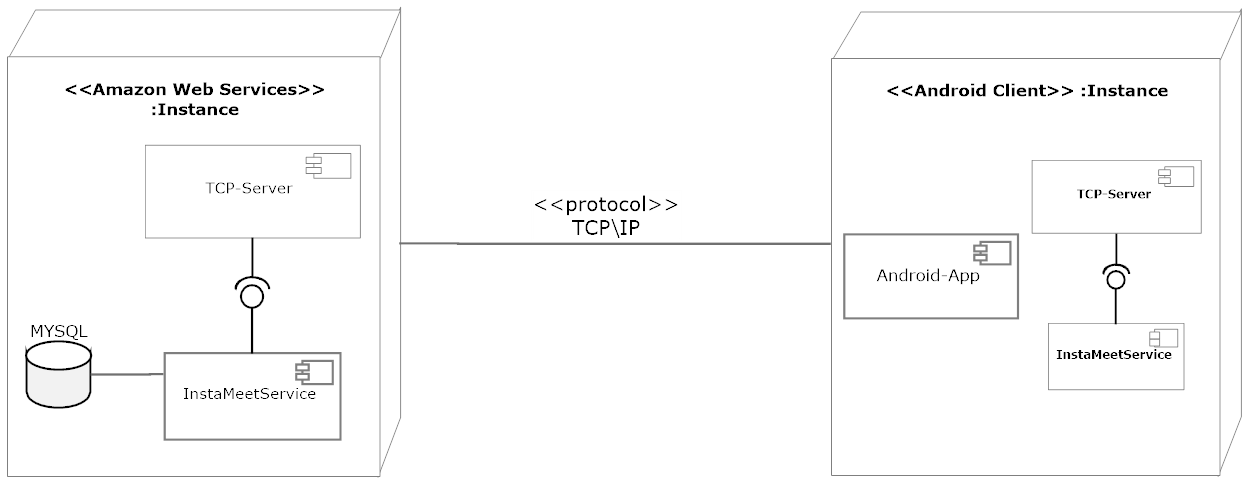 <<Amazon Web Services>>
:Instance
TCP-Server
MYSQL
InstaMeetService
<<protocol>>
TCP\IP
<<Android Client>> :Instance
TCP-Server
Android-App
InstaMeetService